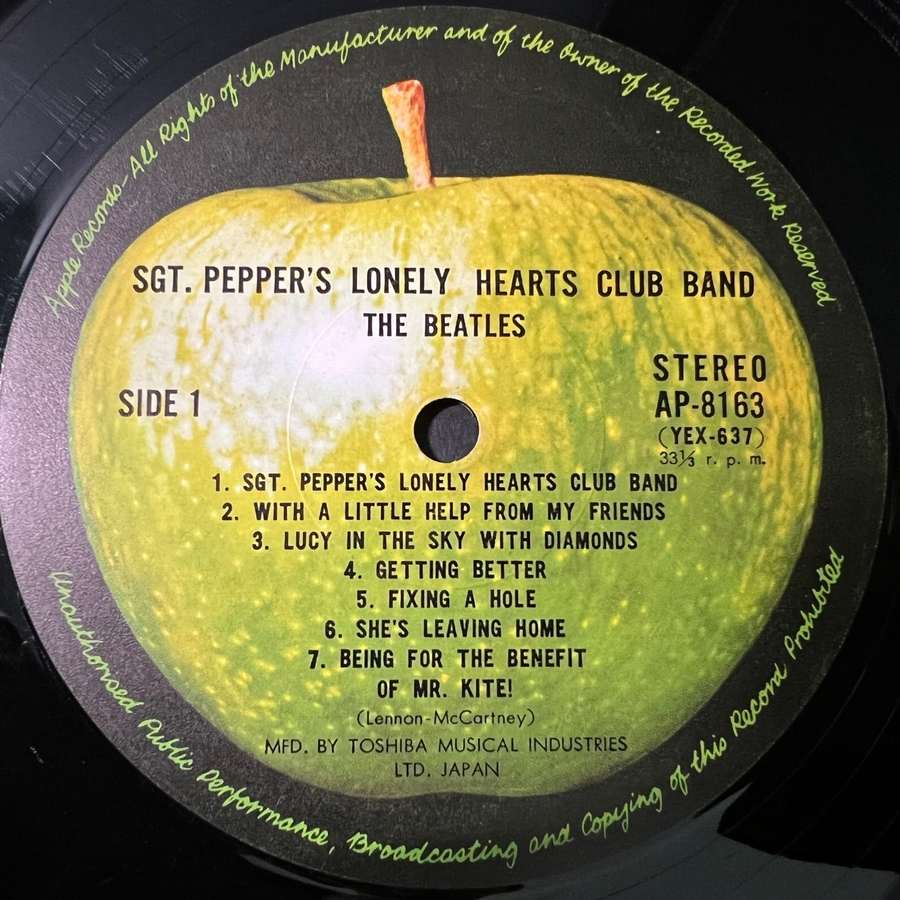 Apple Records-All Rights of the Manufacturer and of the Owner of the Recorded Work Reserved
SGT. PEPPER'S LONELY HEARTS CLUB BAND
THE BEATLES
SIDE 1
STEREO
AP-8163
(YEX-637)
33⅓ r. p. m.
1. SGT. PEPPER'S LONELY HEARTS CLUB BAND
2. WITH A LITTLE HELP FROM MY FRIENDS
3. LUCY IN THE SKY WITH DIAMONDS
4. GETTING BETTER
5. FIXING A HOLE
6. SHE'S LEAVING HOME
7. BEING FOR THE BENEFIT
OF MR. KITE!
(Lennon-McCartney)
MFD. BY TOSHIBA MUSICAL INDUSTRIES
LTD. JAPAN
Unauthorised Public Performance, Broadcasting and Copying of this Record Prohibited